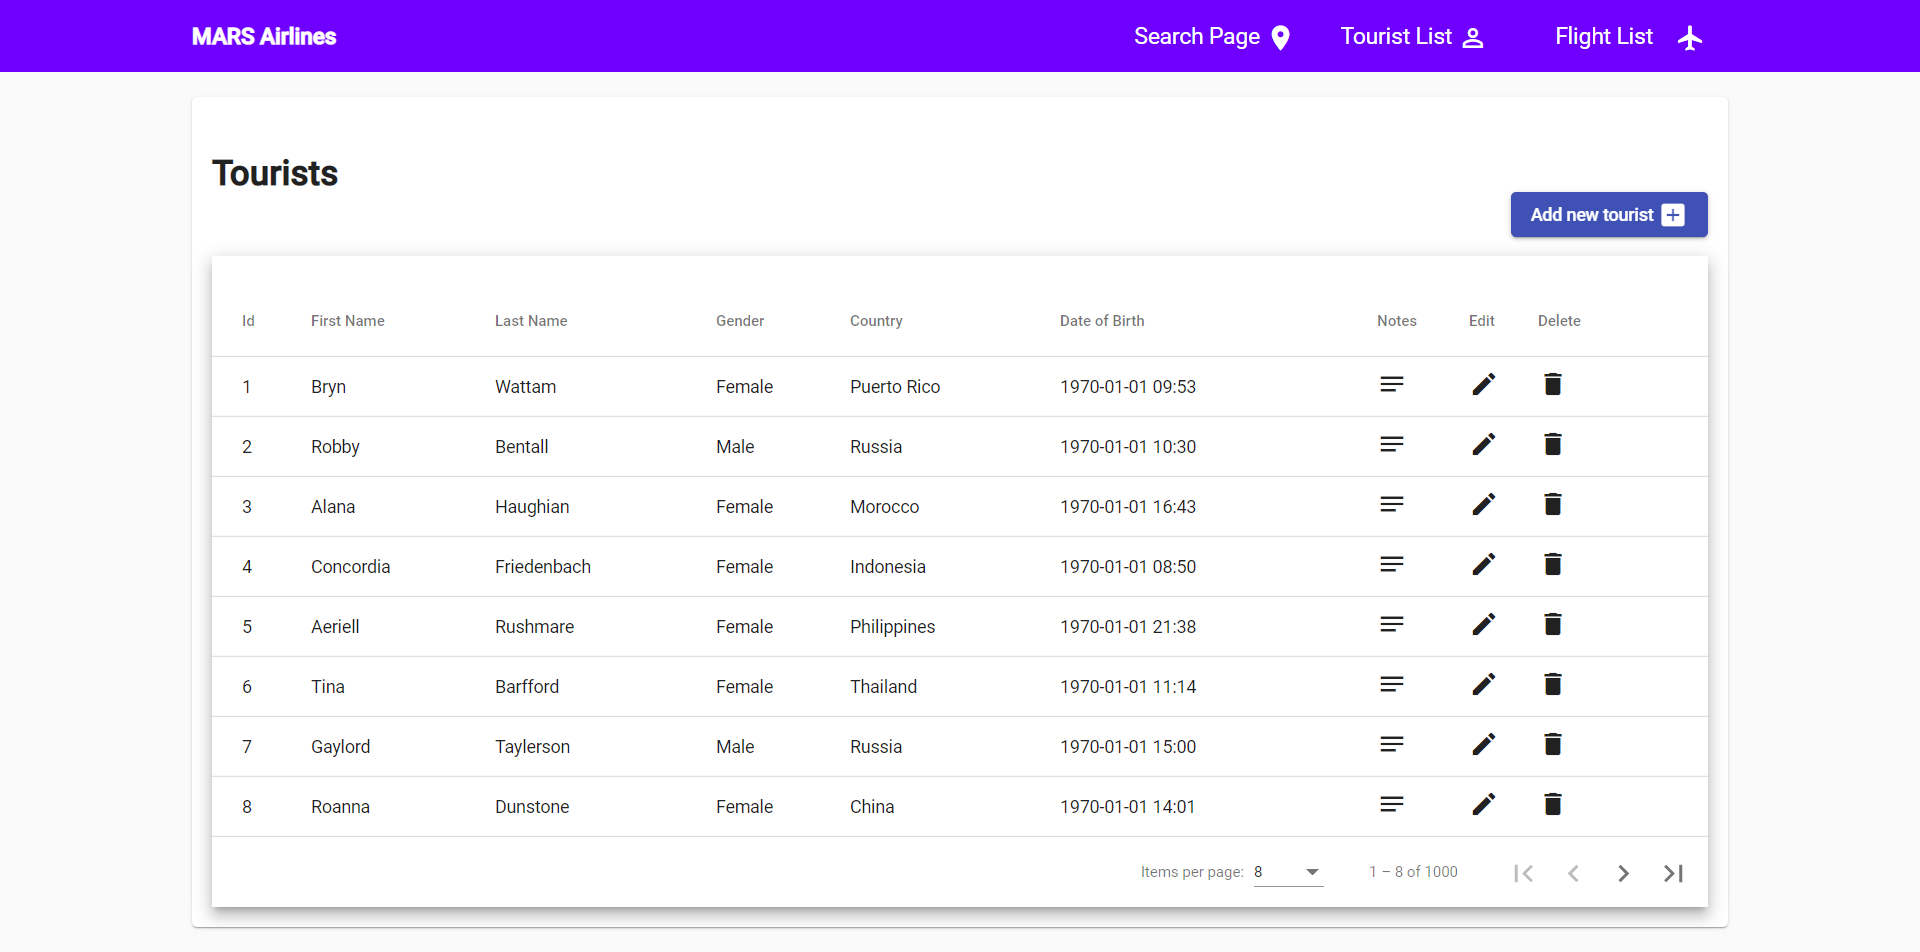 MARS Airlines Search Page Tourist List Flight List
Tourists
Add new tourist
Id First Name Last Name Gender Country Date of Birth Notes Edit Delete
1 Bryn Wattam Female Puerto Rico 1970-01-01 09:53
2 Robby Bentall Male Russia 1970-01-01 10:30
3 Alana Haughian Female Morocco 1970-01-01 16:43
4 Concordia Friedenbach Female Indonesia 1970-01-01 08:50
5 Aeriell Rushmare Female Philippines 1970-01-01 21:38
6 Tina Barfford Female Thailand 1970-01-01 11:14
7 Gaylord Taylerson Male Russia 1970-01-01 15:00
8 Roanna Dunstone Female China 1970-01-01 14:01
Items per page: 8 1 – 8 of 1000